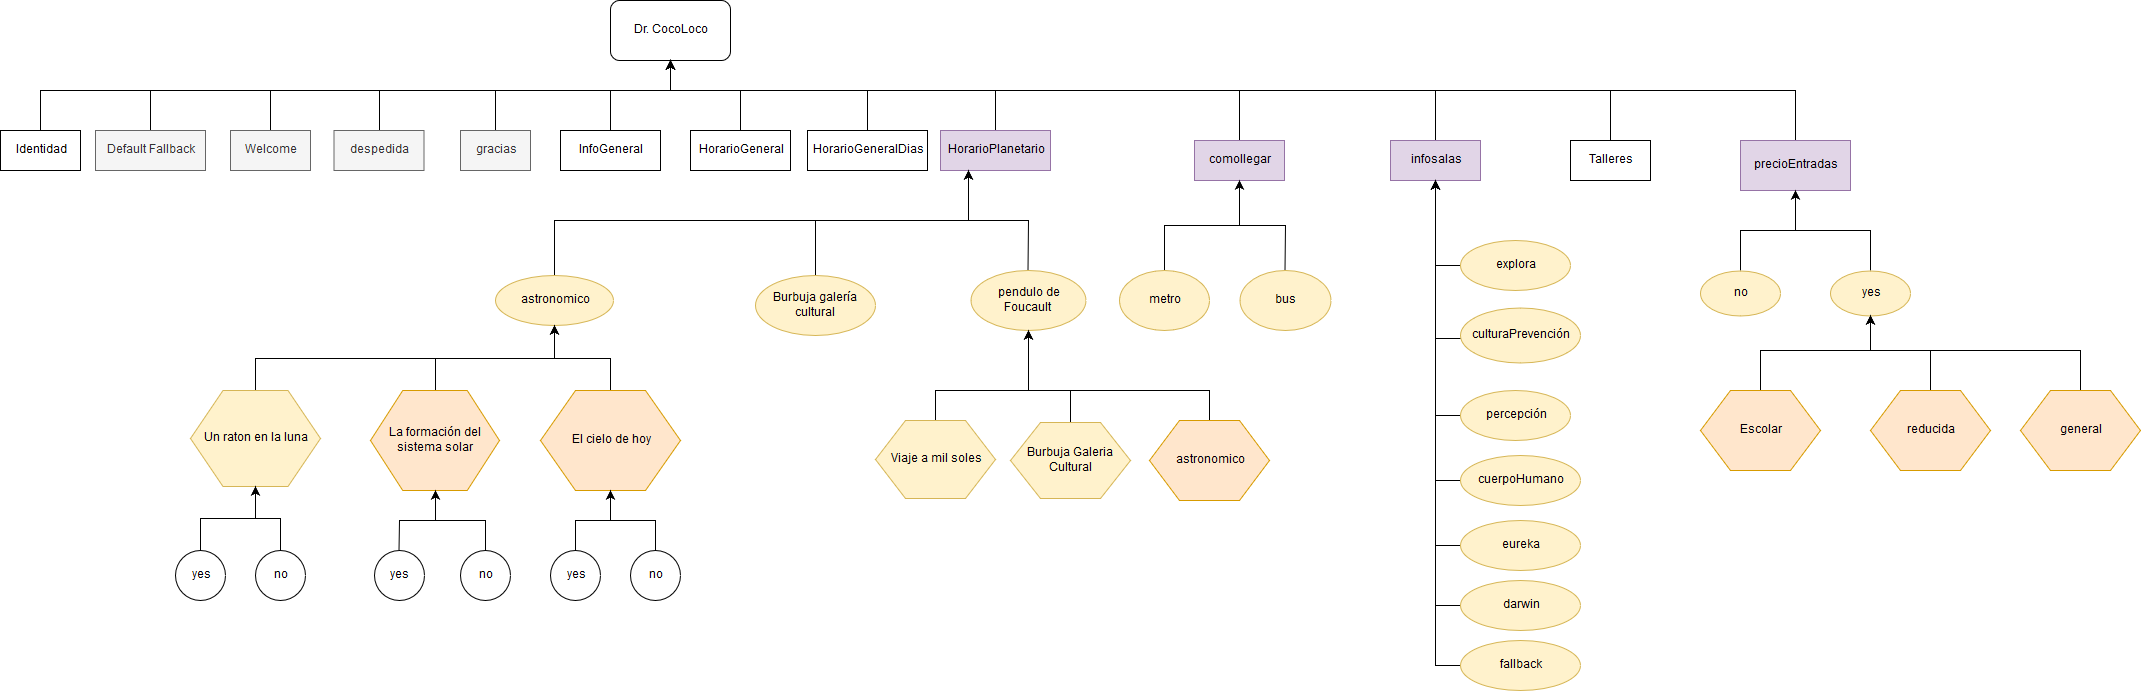 Dr. CocoLoco
Identidad
Default Fallback
Welcome
despedida
gracias
InfoGeneral
HorarioGeneral
HorarioGeneralDias
HorarioPlanetario
comollegar
infosalas
Talleres
precioEntradas
astronomico
Burbuja galería
cultural
pendulo de
Foucault
metro
bus
explora
culturaPrevención
percepción
cuerpoHumano
eureka
darwin
fallback
no
yes
Un raton en la luna
La formación del
sistema solar
El cielo de hoy
Viaje a mil soles
Burbuja Galeria
Cultural
astronomico
Escolar
reducida
general
yes
no
yes
no
yes
no